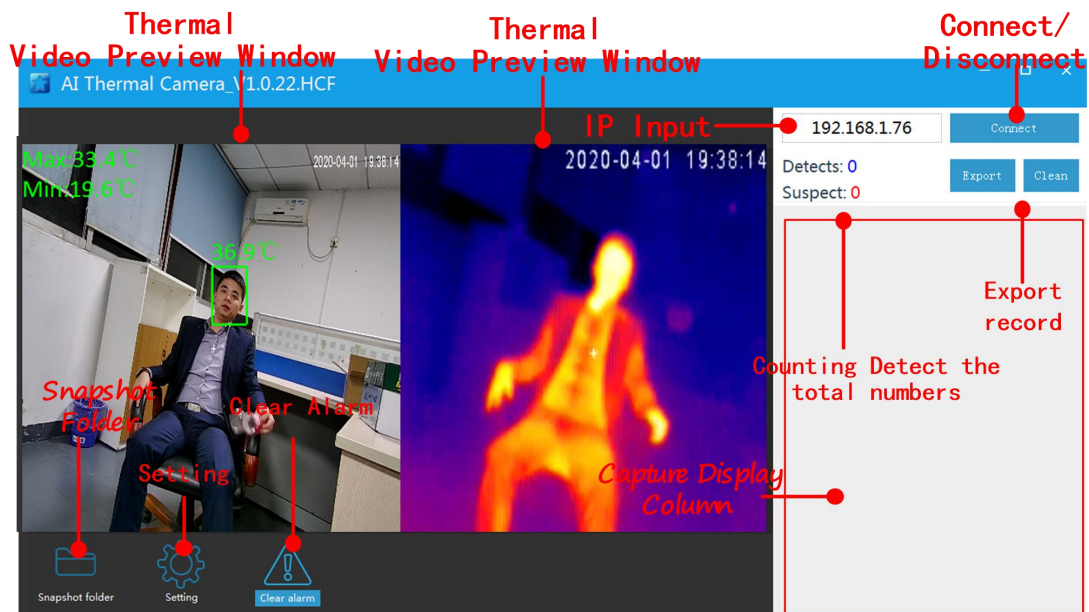 Thermal
Video Preview Window
Thermal
Video Preview Window
Connect/
Disconnect
AI Thermal Camera_V1.0.22.HCF
IP Input
192.168.1.76
Connect
Max:33.4℃
Min:19.6℃
2020-04-01 19:38:14
2020-04-01 19:38:14
Detects: 0
Suspect: 0
Export
Clean
36.9℃
Export
record
Counting Detect the
total numbers
Snapshot
Folder
Clear Alarm
Setting
Capture Display
Column
Snapshot folder
Setting
Clear alarm